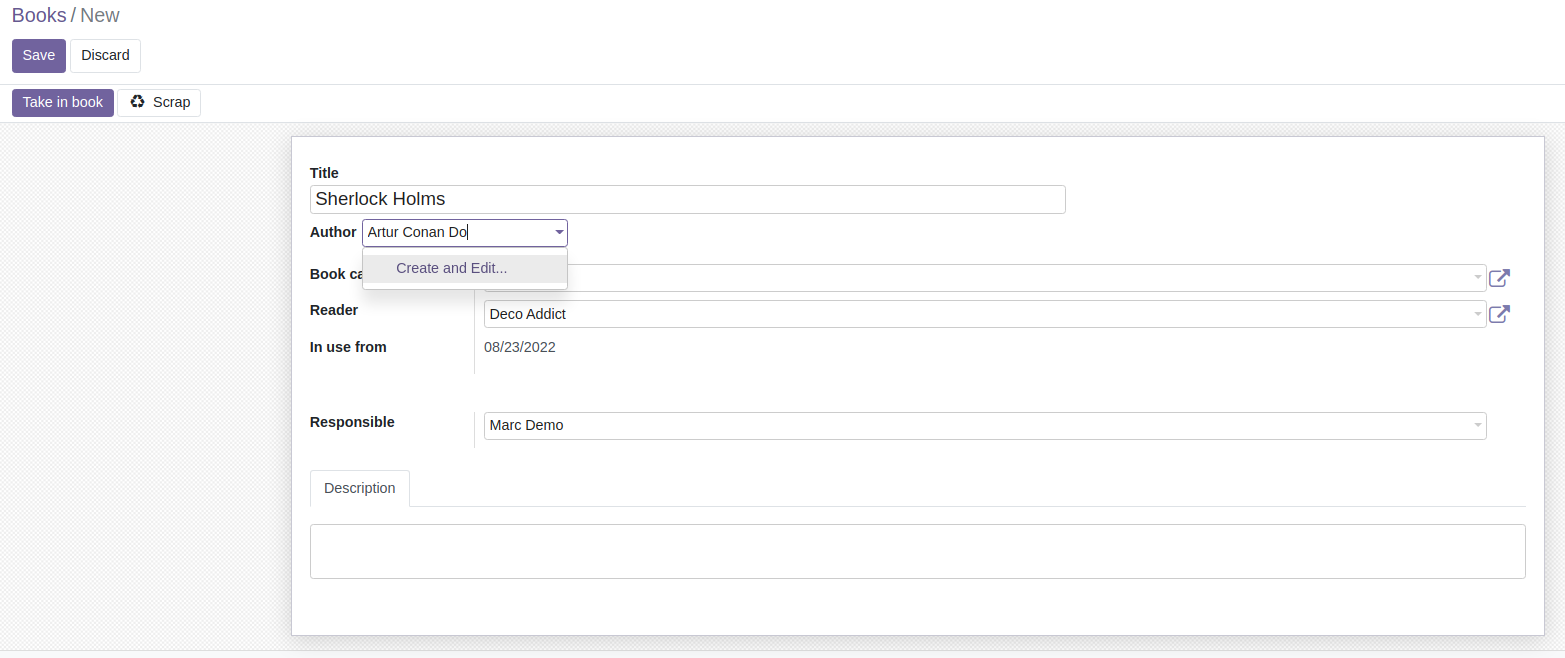 Books / New
Save Discard
Take in book Scrap
Title
Sherlock Holms
Author Artur Conan Do
Create and Edit...
Book ca
Reader Deco Addict
In use from 08/23/2022
Responsible Marc Demo
Description